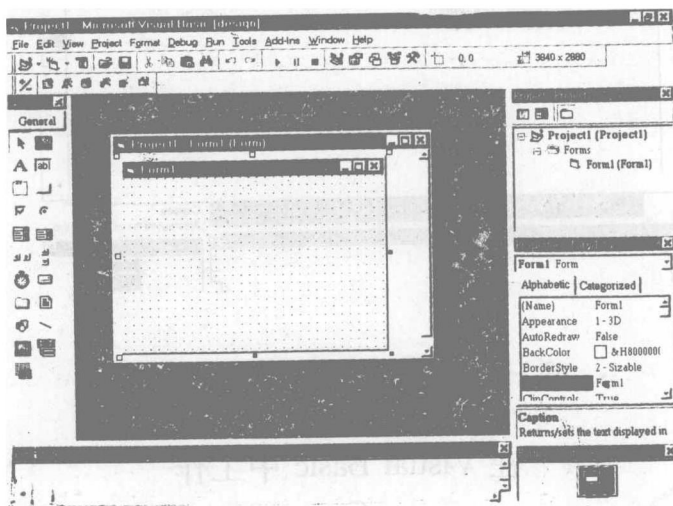 Project1 - Microsoft Visual Basic [design]
File Edit View Project Format Debug Run Tools Add-Ins Window Help
0, 0
3840 x 2880
General
Project1 - Form1 (Form)
Form1
A
ab
Project1 (Project1)
Forms
Form1 (Form1)
Form1 Form
Alphabetic Categorized
(Name) Form1
Appearance 1 - 3D
AutoRedraw False
BackColor &H8000000
BorderStyle 2 - Sizable
Form1
ClipControls True
Caption
Returns/sets the text displayed in
Visual Basic